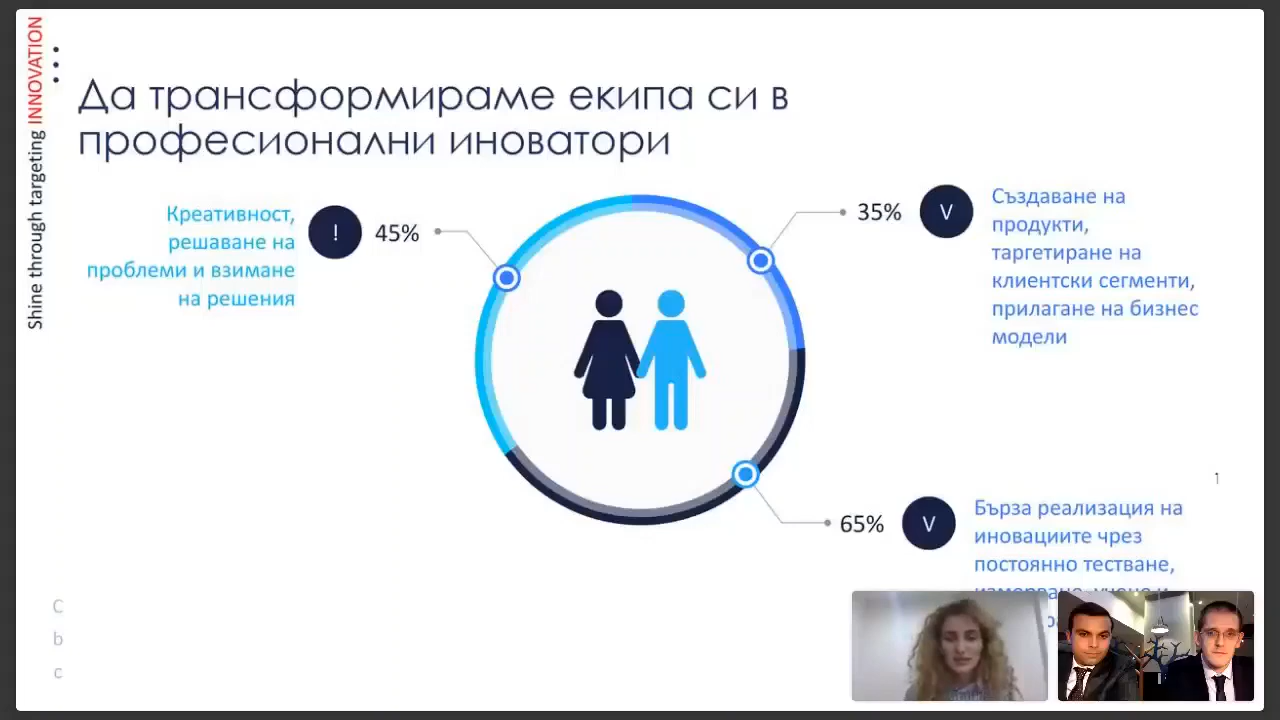 Shine through targeting INNOVATION
Да трансформираме екипа си в
професионални иноватори
Креативност,
решаване на
проблеми и взимане
на решения
!
45%
35%
V
Създаване на
продукти,
таргетиране на
клиентски сегменти,
прилагане на бизнес
модели
1
65%
V
Бърза реализация на
иновациите чрез
постоянно тестване,
C
b
c